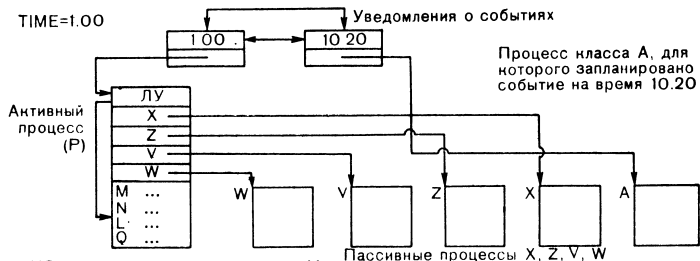 TIME=1.00
Уведомления о событиях
1.00
10.20
Процесс класса А, для
которого запланировано
событие на время 10.20
Активный
процесс
(Р)
ЛУ
X
Z
V
W
M ...
N ...
L ...
Q ...
W
V
Z
X
A
Пассивные процессы X, Z, V, W